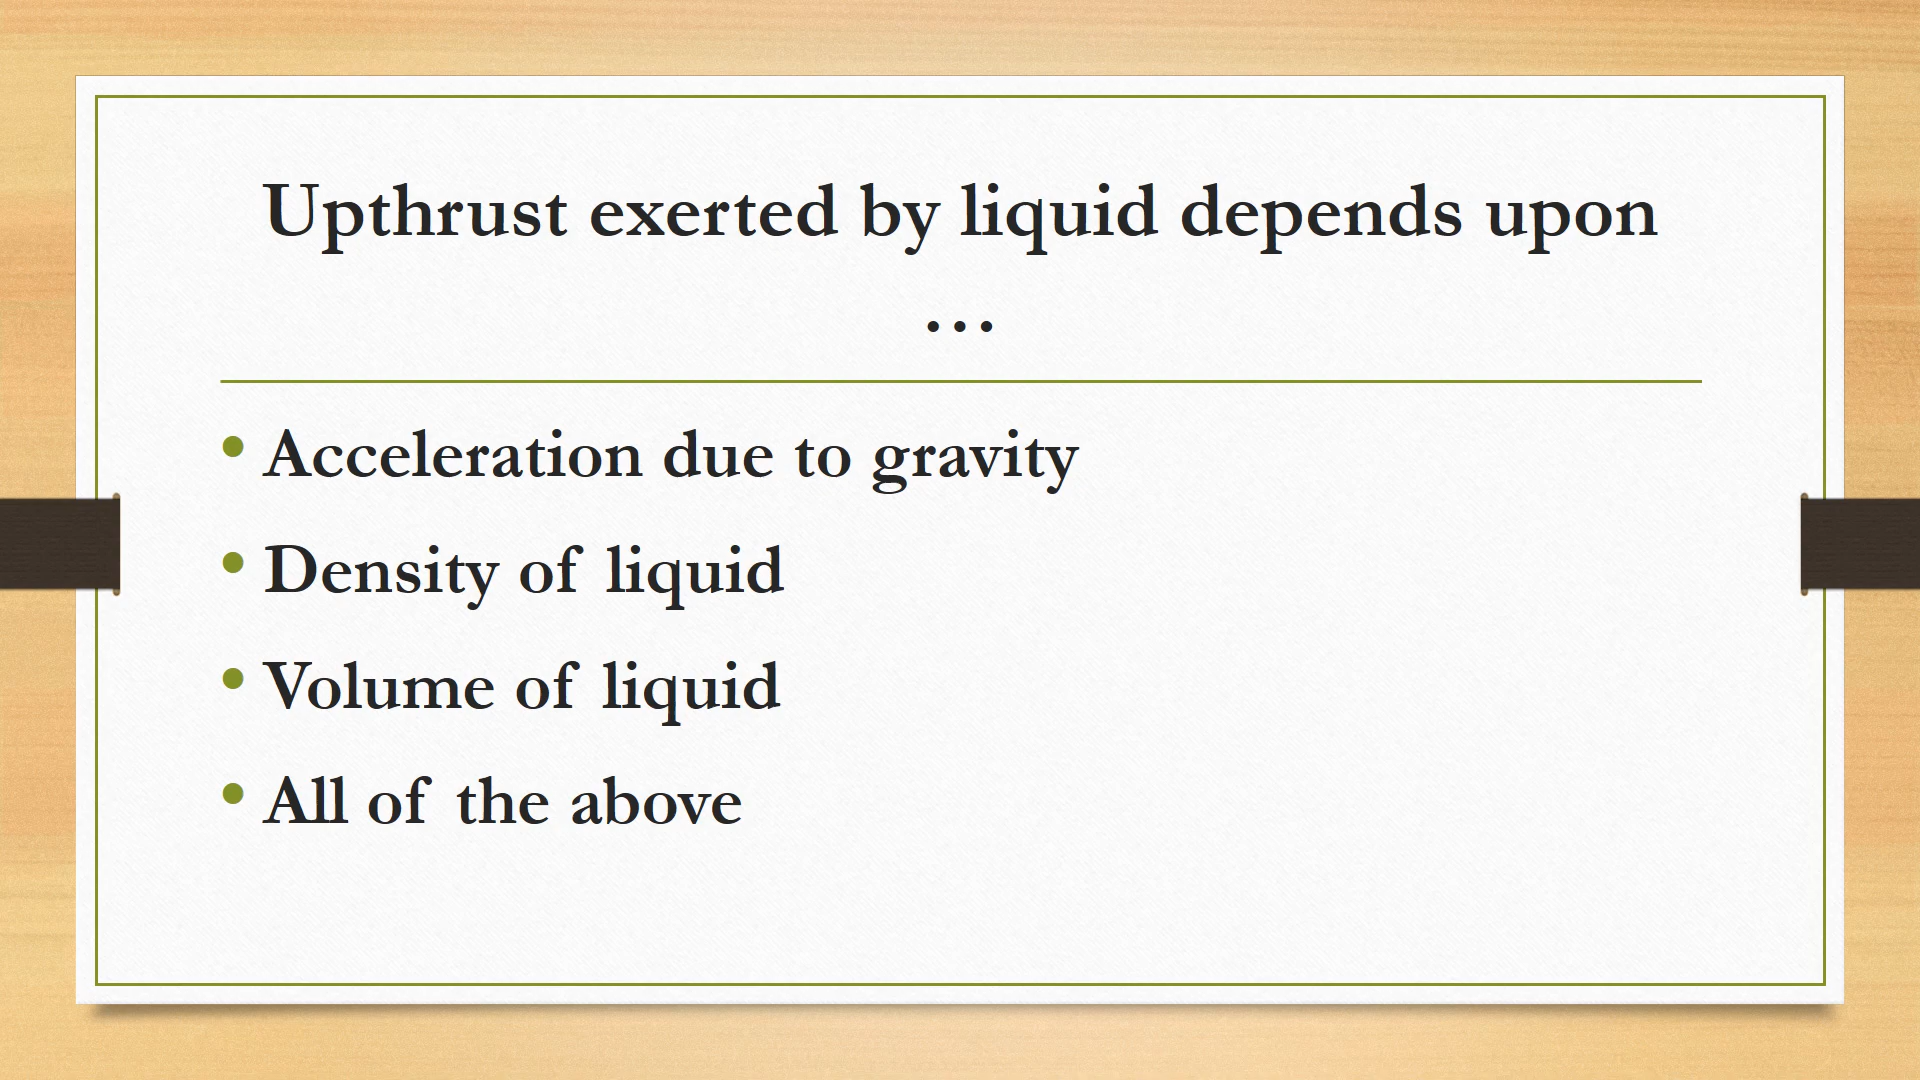 Upthrust exerted by liquid depends upon
…
• Acceleration due to gravity
• Density of liquid
• Volume of liquid
• All of the above